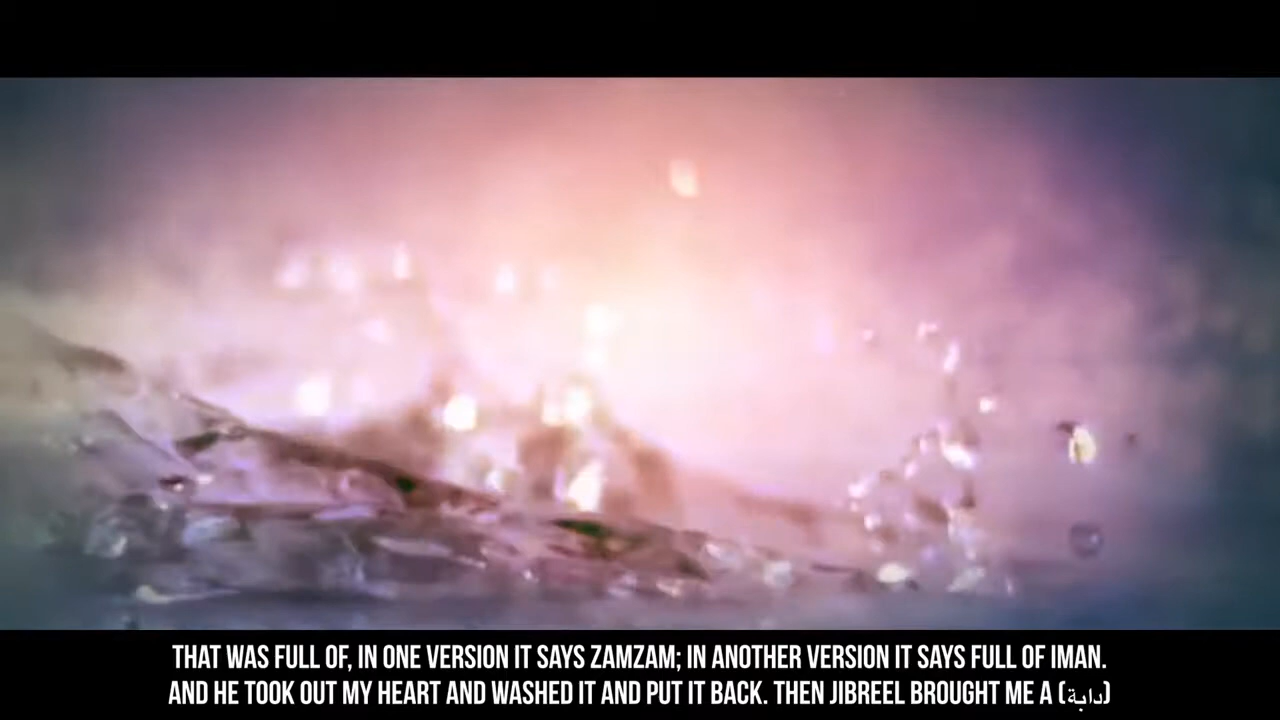 THAT WAS FULL OF, IN ONE VERSION IT SAYS ZAMZAM; IN ANOTHER VERSION IT SAYS FULL OF IMAN.
AND HE TOOK OUT MY HEART AND WASHED IT AND PUT IT BACK. THEN JIBREEL BROUGHT ME A (دابة)